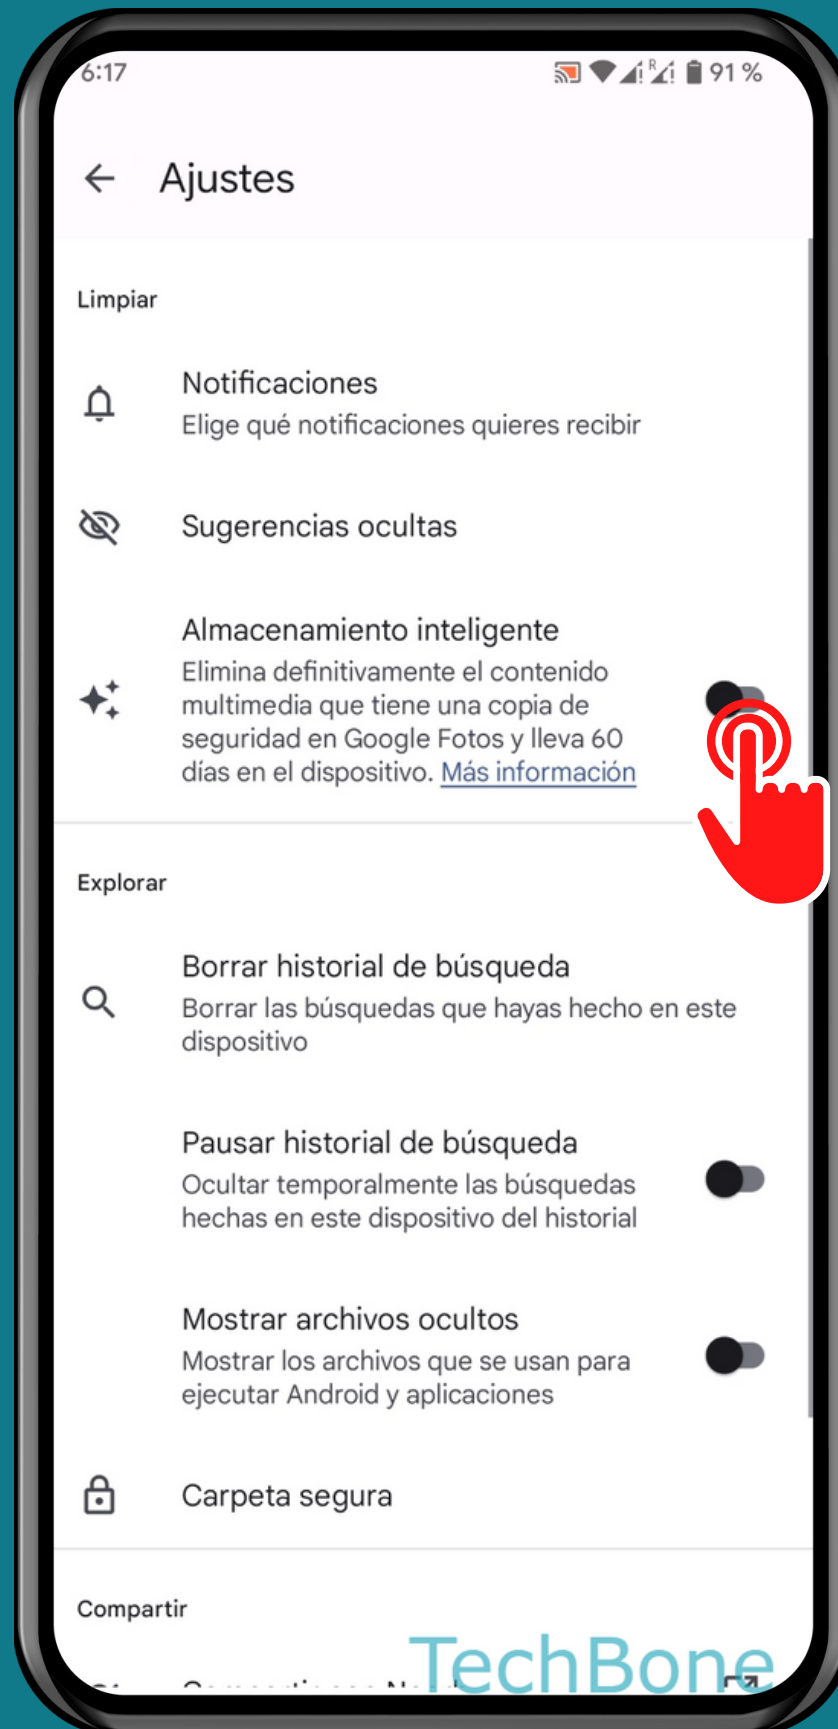 6:17
R
91 %
Ajustes
Limpiar
Notificaciones
Elige qué notificaciones quieres recibir
Sugerencias ocultas
Almacenamiento inteligente
Elimina definitivamente el contenido
multimedia que tiene una copia de
seguridad en Google Fotos y lleva 60
días en el dispositivo. Más información
Explorar
Borrar historial de búsqueda
Borrar las búsquedas que hayas hecho en este
dispositivo
Pausar historial de búsqueda
Ocultar temporalmente las búsquedas
hechas en este dispositivo del historial
Mostrar archivos ocultos
Mostrar los archivos que se usan para
ejecutar Android y aplicaciones
Carpeta segura
Compartir
TechBone